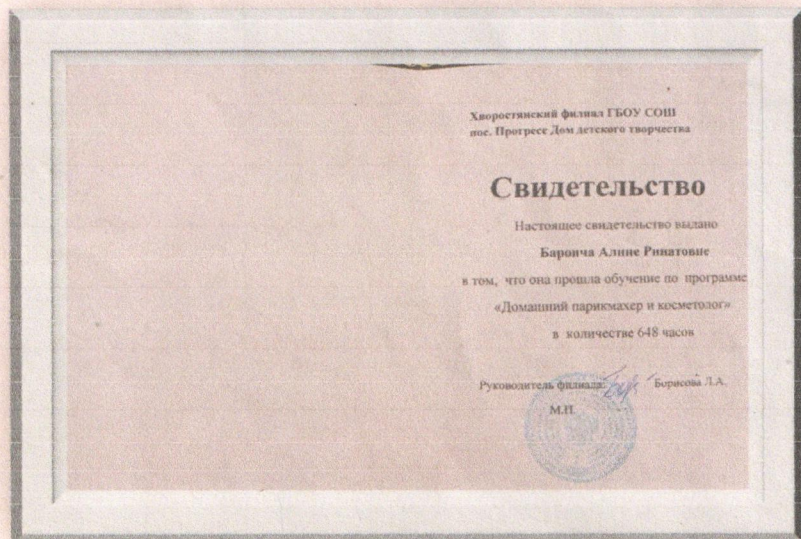 Хворостянский филиал ГБОУ СОШ
пос. Прогресс Дом детского творчества
Свидетельство
Настоящее свидетельство выдано
Баронча Алине Ринатовне
в том, что она прошла обучение по программе
«Домашний парикмахер и косметолог»
в количестве 648 часов
Руководитель филиала: Борисова Л.А.
М.П.